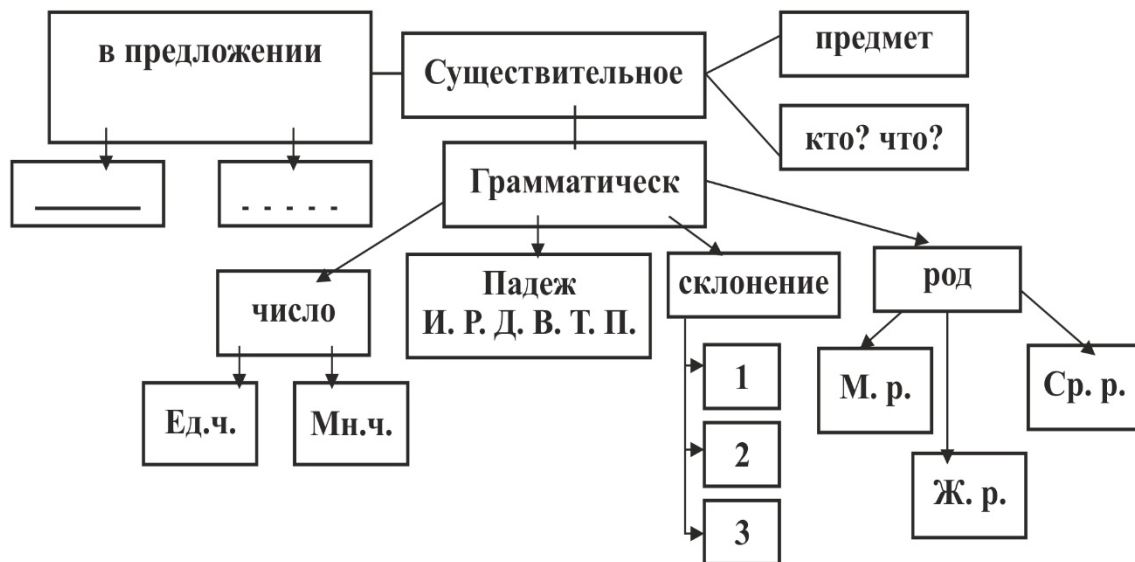 в предложении
Существительное
предмет
кто? что?
Грамматическ
число
Падеж
И. Р. Д. В. Т. П.
склонение
род
Ед.ч.
Мн.ч.
1
2
3
М. р.
Ж. р.
Ср. р.